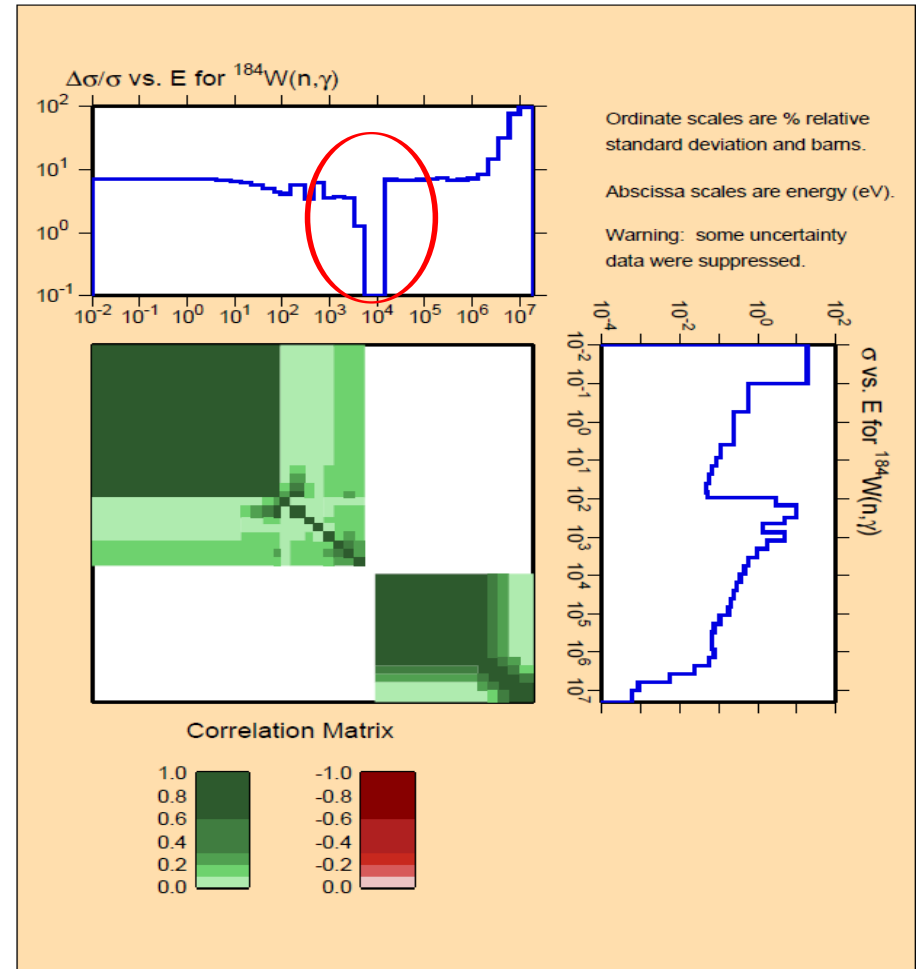 Δσ/σ vs. E for ¹⁸⁴W(n,γ)
10²
10¹
10⁰
10⁻¹
10⁻² 10⁻¹ 10⁰ 10¹ 10² 10³ 10⁴ 10⁵ 10⁶ 10⁷
Ordinate scales are % relative
standard deviation and barns.
Abscissa scales are energy (eV).
Warning: some uncertainty
data were suppressed.
10⁻⁴ 10⁻² 10⁰ 10²
σ vs. E for ¹⁸⁴W(n,γ)
10⁻²
10⁻¹
10⁰
10¹
10²
10³
10⁴
10⁵
10⁶
10⁷
Correlation Matrix
1.0
0.8
0.6
0.4
0.2
0.0
-1.0
-0.8
-0.6
-0.4
-0.2
0.0